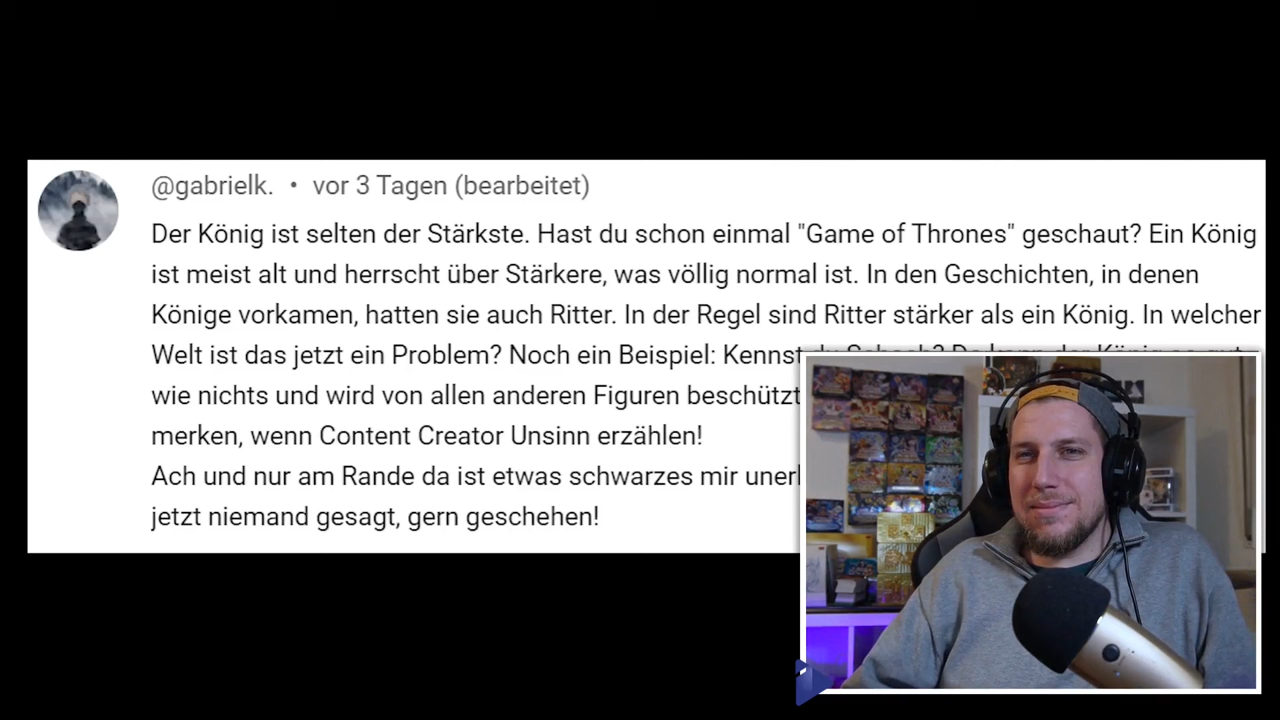 @gabrielk. • vor 3 Tagen (bearbeitet)
Der König ist selten der Stärkste. Hast du schon einmal "Game of Thrones" geschaut? Ein König
ist meist alt und herrscht über Stärkere, was völlig normal ist. In den Geschichten, in denen
Könige vorkamen, hatten sie auch Ritter. In der Regel sind Ritter stärker als ein König. In welcher
Welt ist das jetzt ein Problem? Noch ein Beispiel: Kennst
wie nichts und wird von allen anderen Figuren beschützt
merken, wenn Content Creator Unsinn erzählen!
Ach und nur am Rande da ist etwas schwarzes mir
jetzt niemand gesagt, gern geschehen!